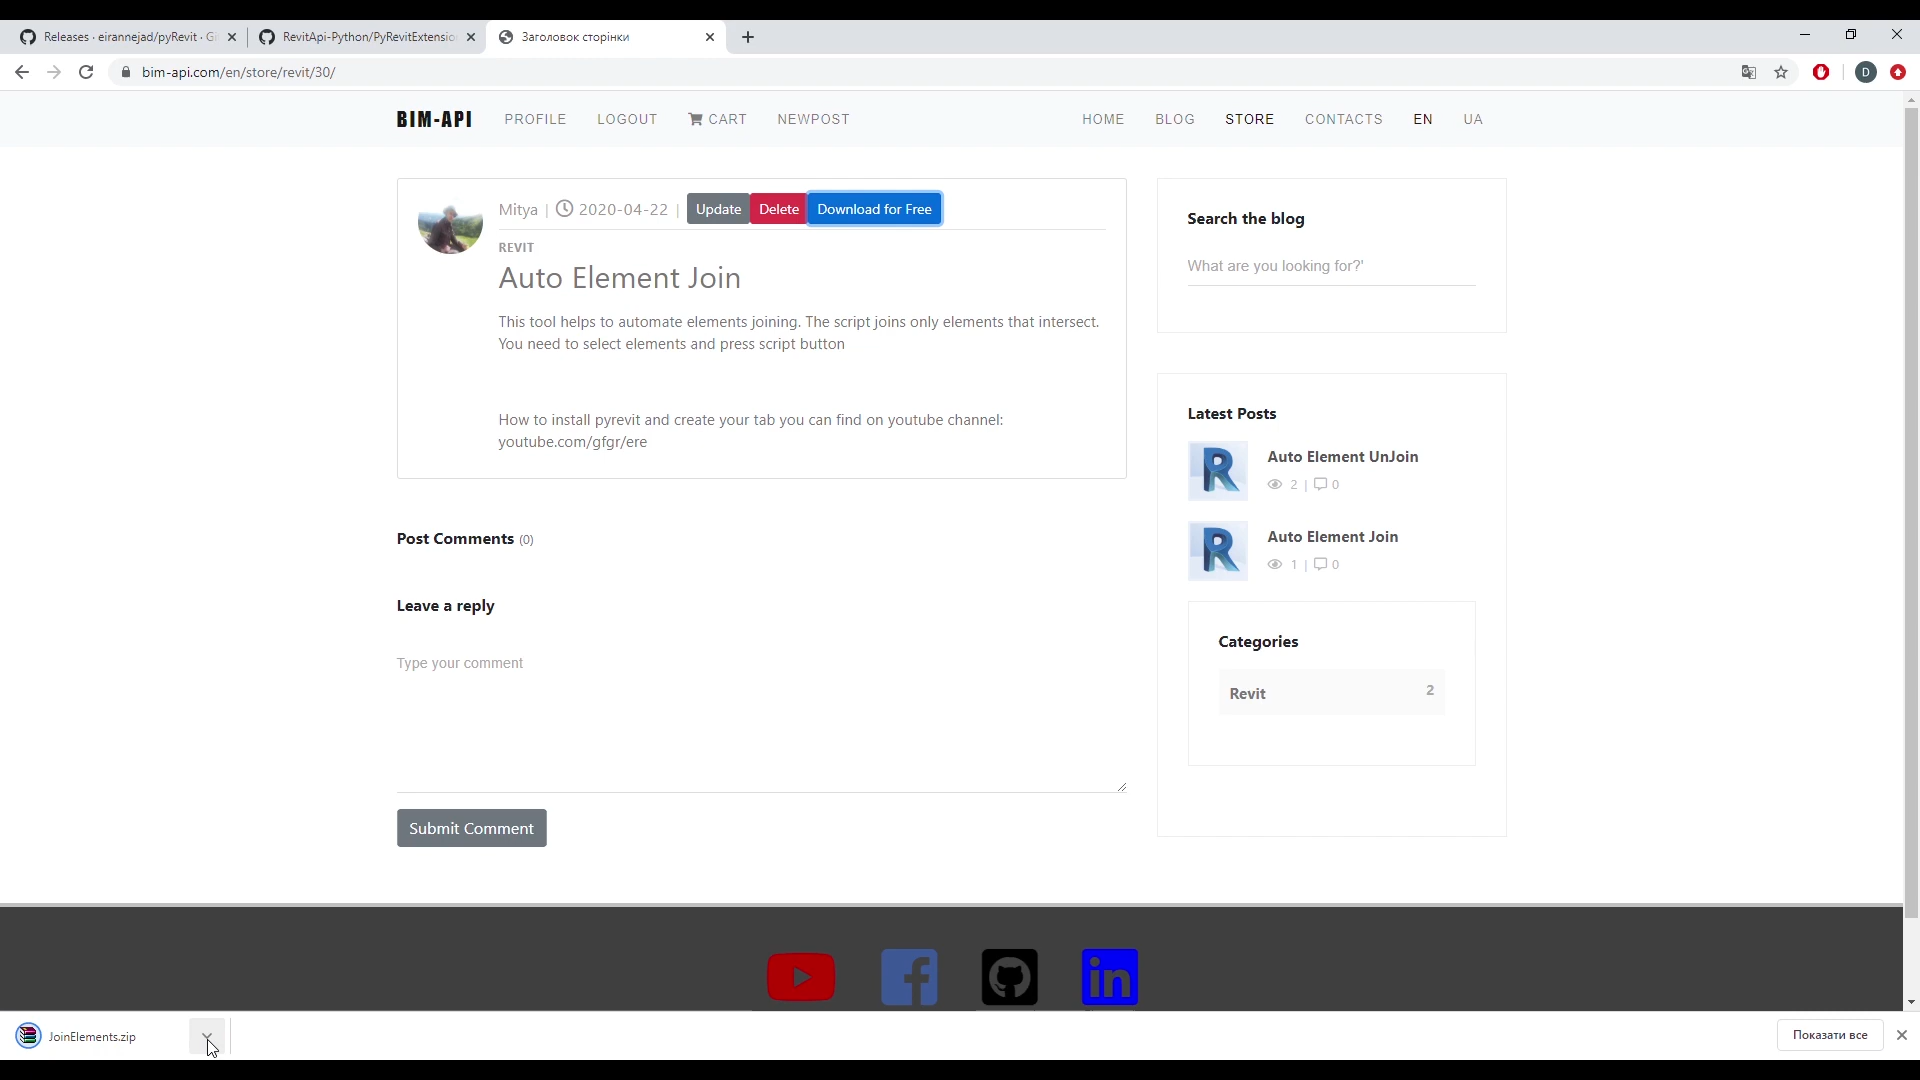 Releases · eirannejad/pyRevit · Gi
RevitApi-Python/PyRevitExtensio
Заголовок сторінки
bim-api.com/en/store/revit/30/
D
BIM-API
PROFILE
LOGOUT
CART
NEWPOST
HOME
BLOG
STORE
CONTACTS
EN
UA
Mitya | 2020-04-22 |
Update
Delete
Download for Free
REVIT
Auto Element Join
This tool helps to automate elements joining. The script joins only elements that intersect.
You need to select elements and press script button
How to install pyrevit and create your tab you can find on youtube channel:
youtube.com/gfgr/ere
Post Comments (0)
Leave a reply
Type your comment
Submit Comment
Search the blog
What are you looking for?'
Latest Posts
R
Auto Element UnJoin
2 | 0
R
Auto Element Join
1 | 0
Categories
Revit 2
f
in
JoinElements.zip
Показати все